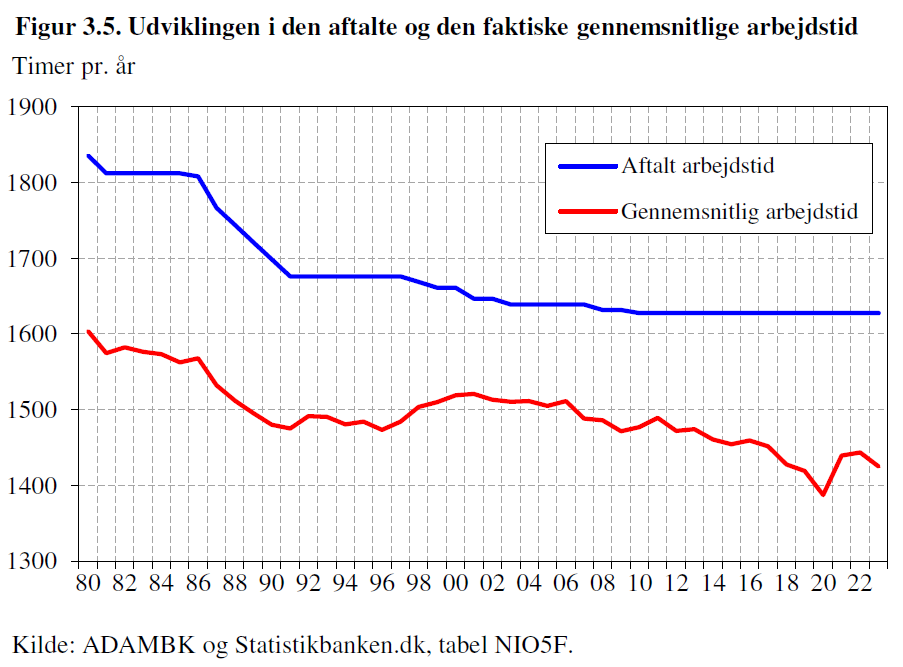 Figur 3.5. Udviklingen i den aftalte og den faktiske gennemsnitlige arbejdstid
Timer pr. år
1900
1800
1700
1600
1500
1400
1300
Aftalt arbejdstid
Gennemsnitlig arbejdstid
80 82 84 86 88 90 92 94 96 98 00 02 04 06 08 10 12 14 16 18 20 22
Kilde: ADAMBK og Statistikbanken.dk, tabel NIO5F.